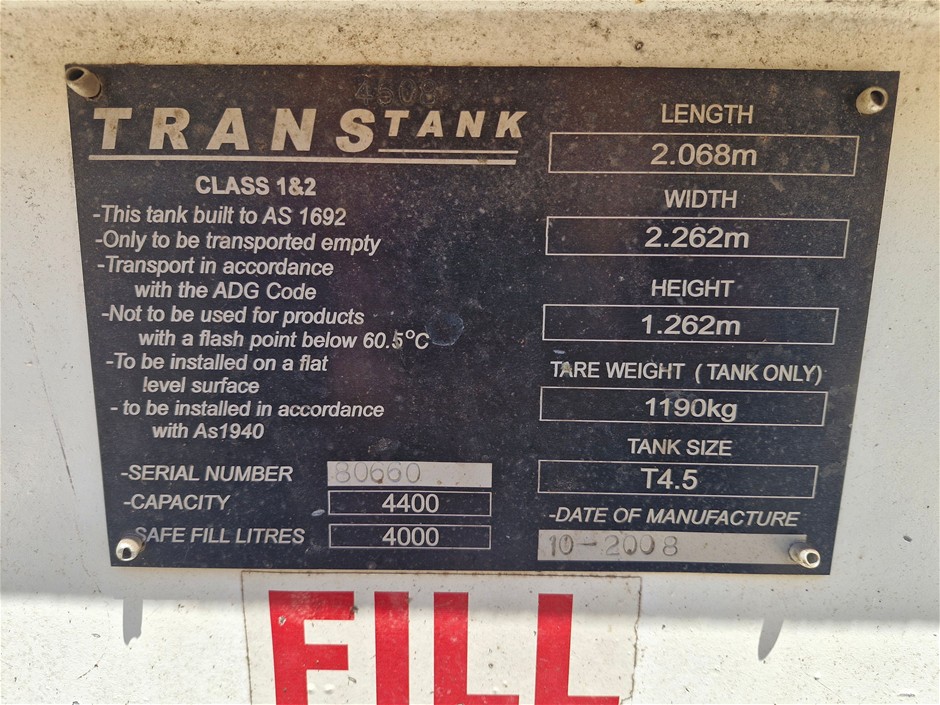 TRANSTANK
CLASS 1&2
-This tank built to AS 1692
-Only to be transported empty
-Transport in accordance
with the ADG Code
-Not to be used for products
with a flash point below 60.5°C
-To be installed on a flat
level surface
- to be installed in accordance
with As1940
-SERIAL NUMBER 80660
-CAPACITY 4400
-SAFE FILL LITRES 4000
LENGTH
2.068m
WIDTH
2.262m
HEIGHT
1.262m
TARE WEIGHT ( TANK ONLY)
1190kg
TANK SIZE
T4.5
-DATE OF MANUFACTURE
10-2008
FILL